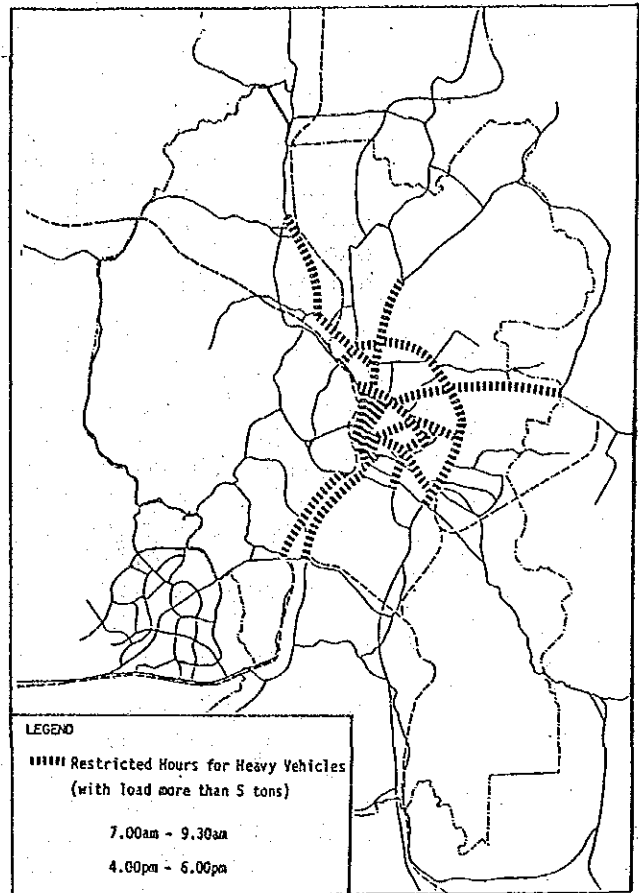 LEGEND
Restricted Hours for Heavy Vehicles
(with load more than 5 tons)
7.00am - 9.30am
4.00pm - 6.00pm